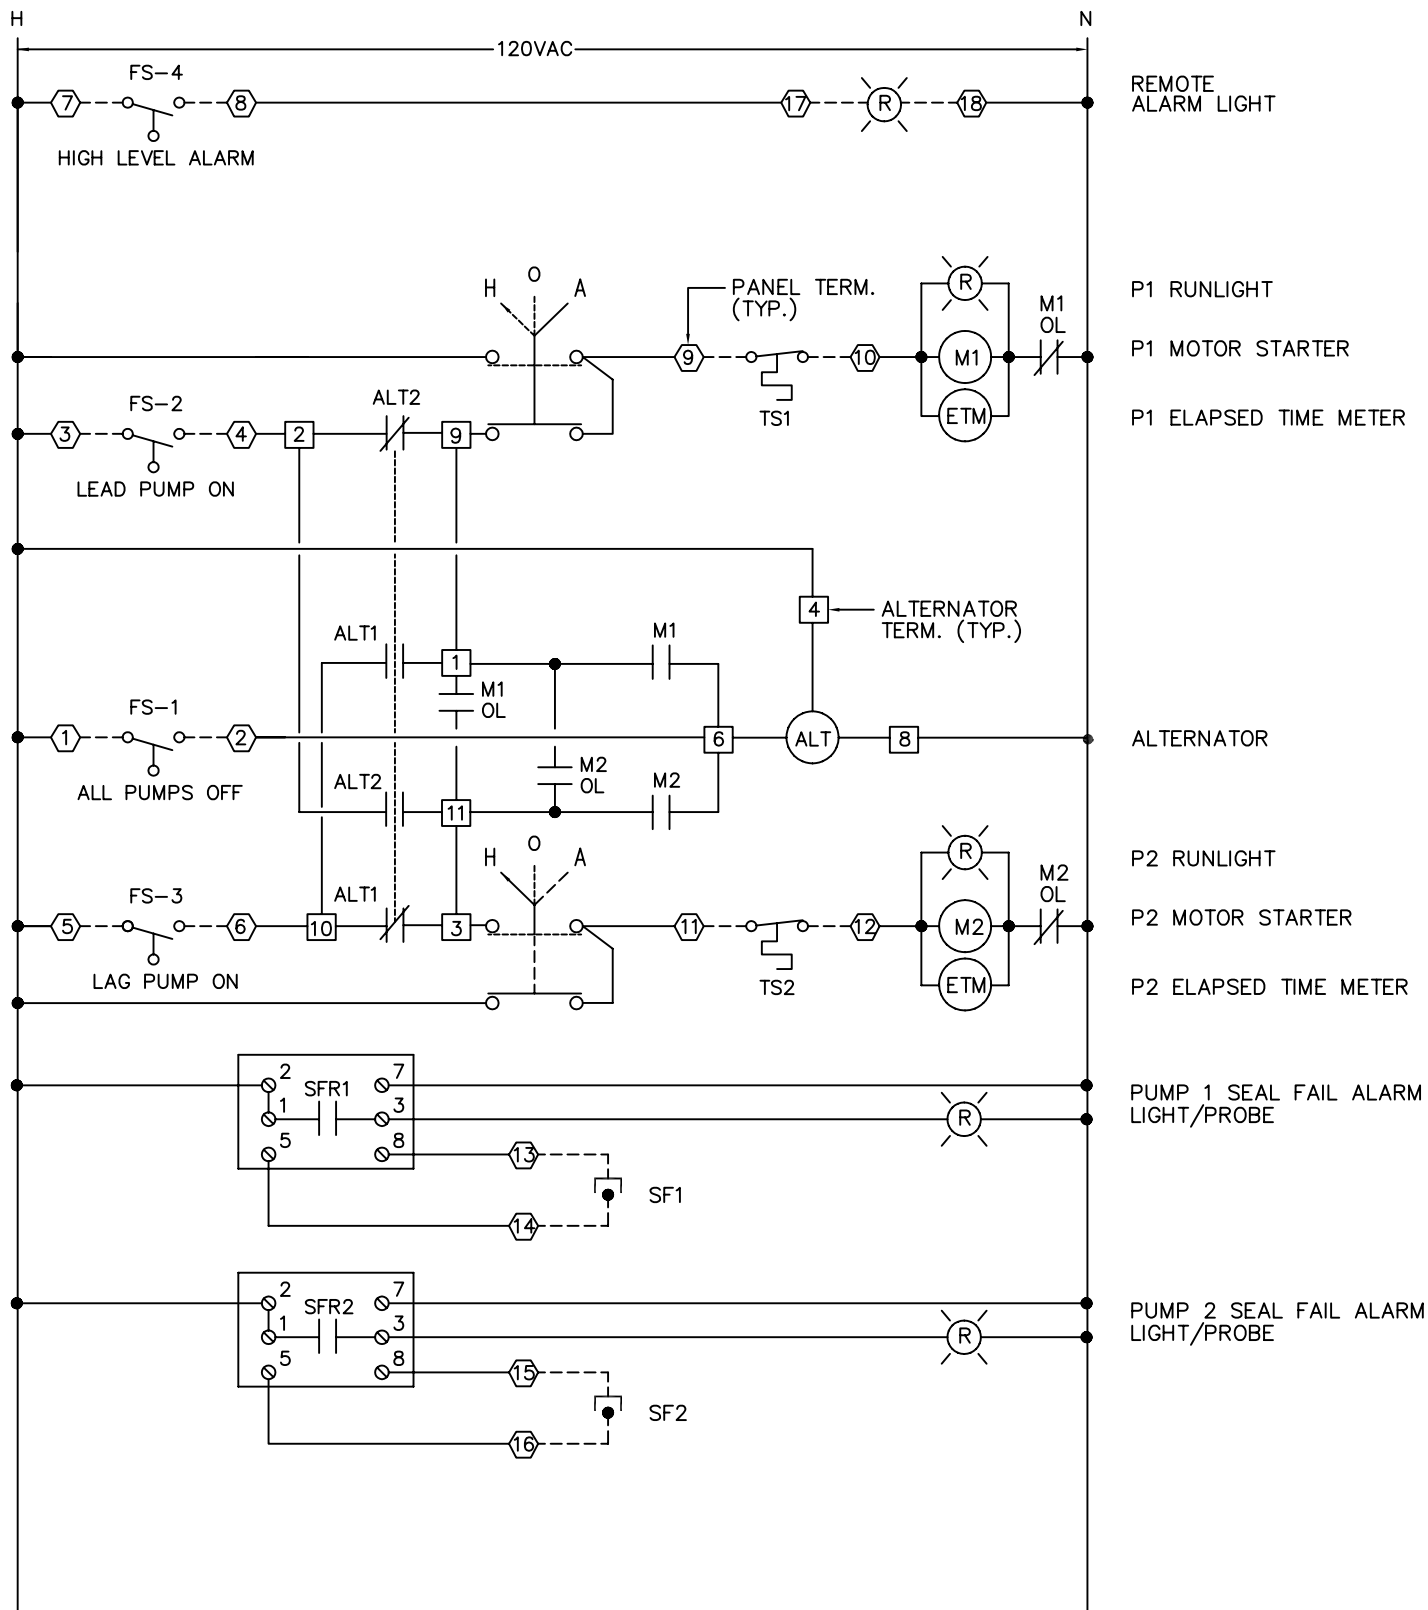 H N
120VAC
FS-4
7 8 17 R 18
HIGH LEVEL ALARM
REMOTE
ALARM LIGHT
H O A
PANEL TERM.
(TYP.)
R
M1
OL
P1 RUNLIGHT
9 10 M1
P1 MOTOR STARTER
TS1
ETM
P1 ELAPSED TIME METER
FS-2
ALT2
3 4 2 9
LEAD PUMP ON
4
ALTERNATOR
TERM. (TYP.)
ALT1
1
M1
M1
OL
FS-1
1 2 6 ALT 8
ALTERNATOR
ALL PUMPS OFF
M2
OL
ALT2
11
M2
H O A
R
M2
OL
P2 RUNLIGHT
FS-3
ALT1
5 6 10 3 11 12 M2
P2 MOTOR STARTER
LAG PUMP ON
TS2
ETM
P2 ELAPSED TIME METER
2 SFR1 7
1 3 R
5 8 13
14
SF1
PUMP 1 SEAL FAIL ALARM
LIGHT/PROBE
2 SFR2 7
1 3 R
5 8 15
16
SF2
PUMP 2 SEAL FAIL ALARM
LIGHT/PROBE